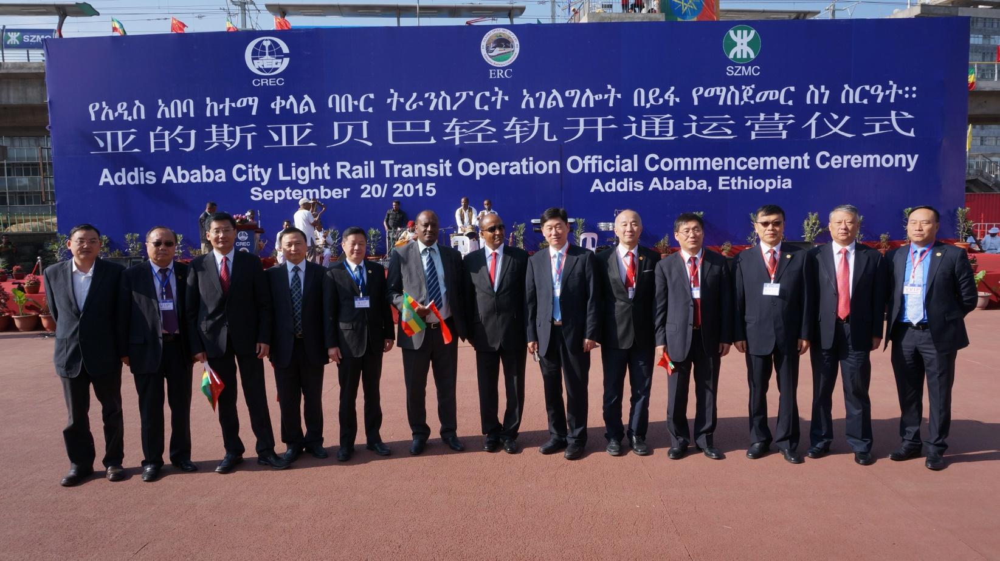 SZMC
CREC
CREC
ERC
SZMC
የአዲስ አበባ ከተማ ቀላል ባቡር ትራንስፖርት አገልግሎት በይፋ የማስጀመር ስነ ስርዓት።
亚的斯亚贝巴轻轨开通运营仪式
Addis Ababa City Light Rail Transit Operation Official Commencement Ceremony
September 20/ 2015
Addis Ababa, Ethiopia
CREC
V.I.P
V.I.P
V.V.I.P